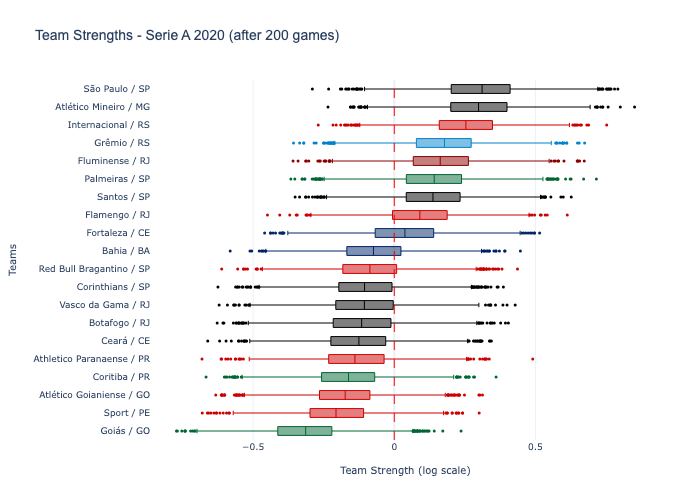 Team Strengths - Serie A 2020 (after 200 games)
São Paulo / SP
Atlético Mineiro / MG
Internacional / RS
Grêmio / RS
Fluminense / RJ
Palmeiras / SP
Santos / SP
Flamengo / RJ
Fortaleza / CE
Bahia / BA
Red Bull Bragantino / SP
Corinthians / SP
Vasco da Gama / RJ
Botafogo / RJ
Ceará / CE
Athletico Paranaense / PR
Coritiba / PR
Atlético Goianiense / GO
Sport / PE
Goiás / GO
Teams
−0.5 0 0.5
Team Strength (log scale)